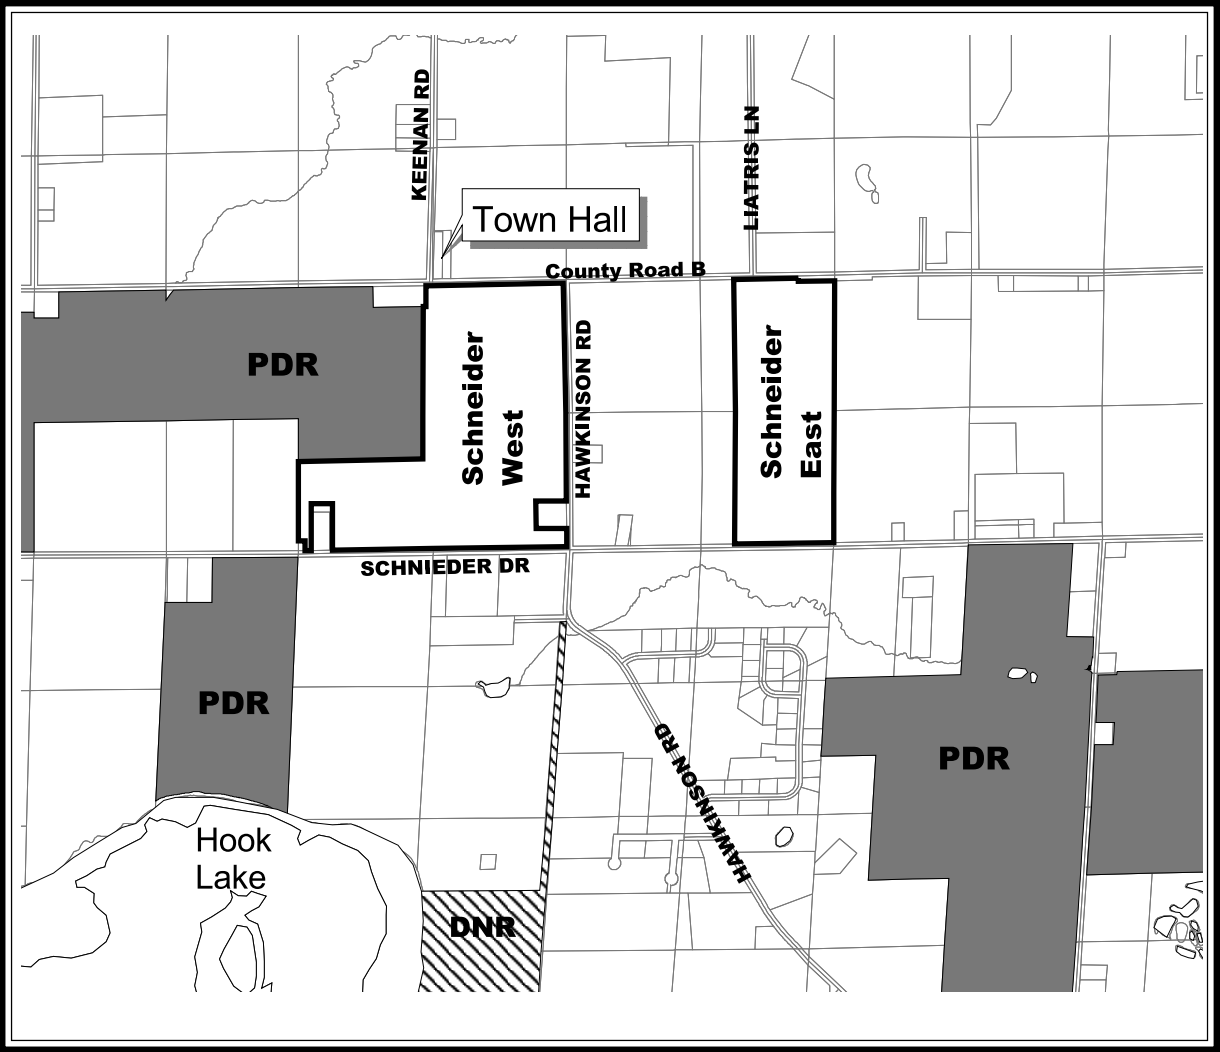 KEENAN RD
LIATRIS LN
Town Hall
County Road B
PDR
Schneider
West
HAWKINSON RD
Schneider
East
SCHNIEDER DR
PDR
HAWKINSON RD
PDR
Hook
Lake
DNR